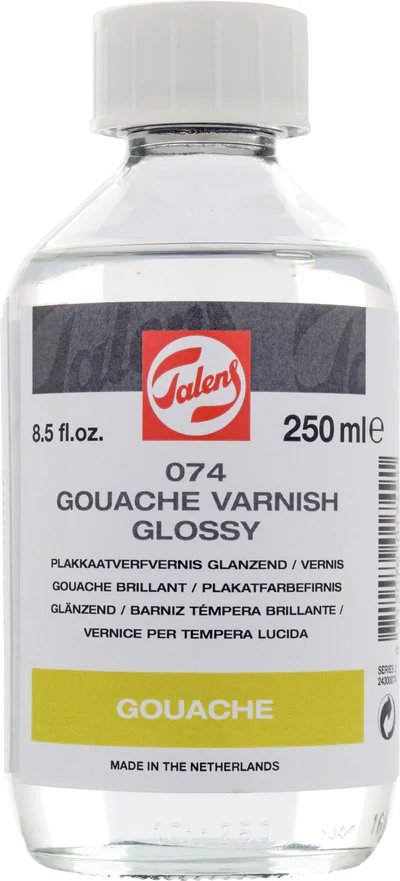 Talens
8.5 fl.oz.
250 ml e
074
GOUACHE VARNISH
GLOSSY
PLAKKAATVERFVERNIS GLANZEND / VERNIS
GOUACHE BRILLANT / PLAKATFARBEFIRNIS
GLÄNZEND / BARNIZ TÉMPERA BRILLANTE /
VERNICE PER TEMPERA LUCIDA
SERIES
GOUACHE
MADE IN THE NETHERLANDS